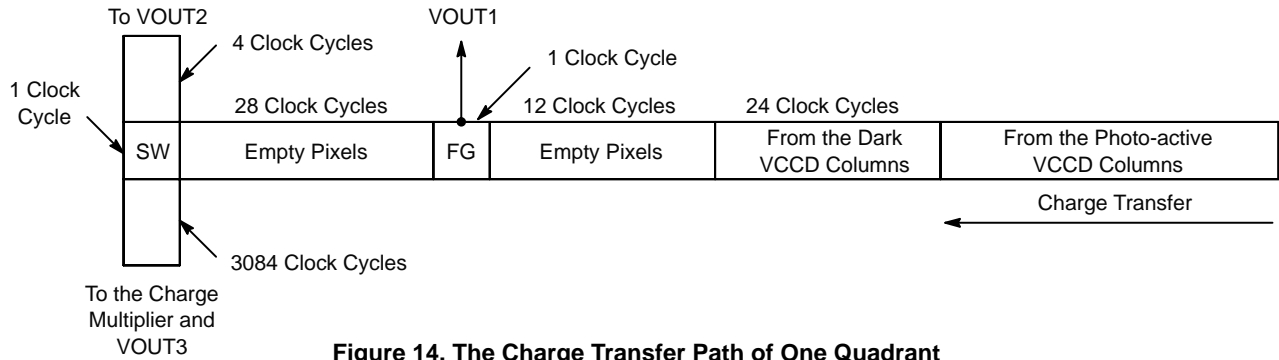 To VOUT2
VOUT1
4 Clock Cycles
1 Clock Cycle
1 Clock
Cycle
28 Clock Cycles
12 Clock Cycles
24 Clock Cycles
SW
Empty Pixels
FG
Empty Pixels
From the Dark
VCCD Columns
From the Photo-active
VCCD Columns
Charge Transfer
3084 Clock Cycles
To the Charge
Multiplier and
VOUT3
Figure 14. The Charge Transfer Path of One Quadrant